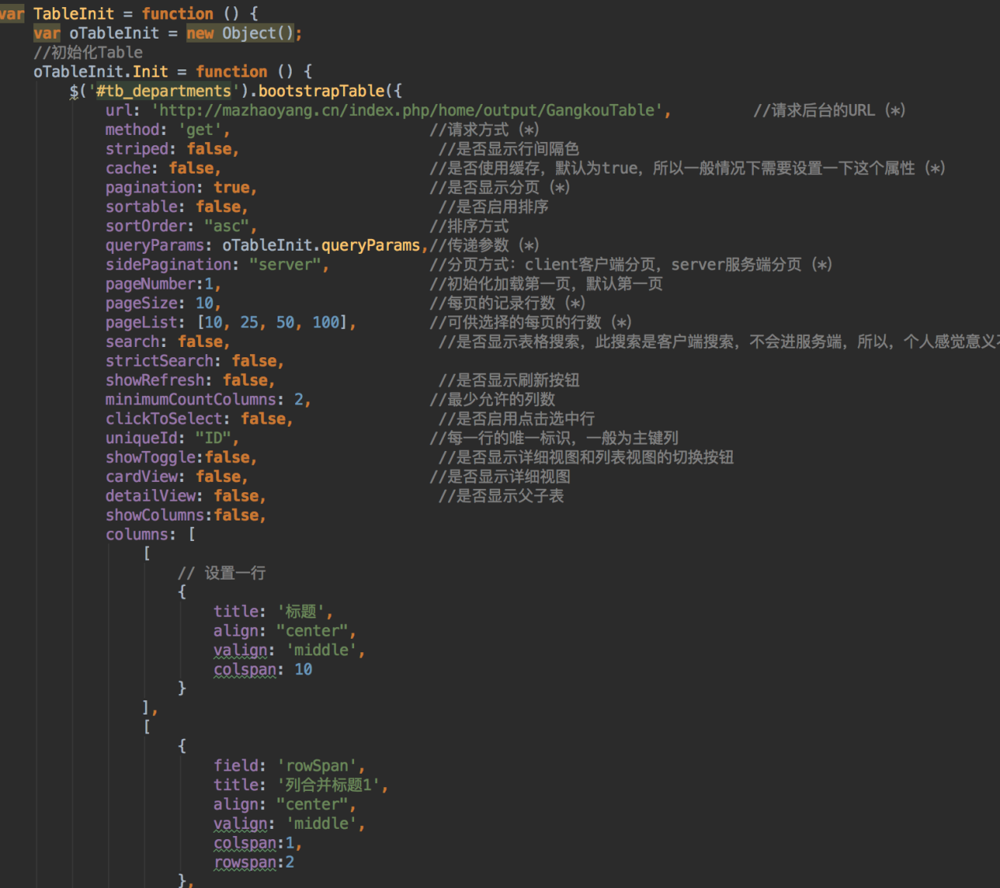 var TableInit = function () {
var oTableInit = new Object();
//初始化Table
oTableInit.Init = function () {
$('#tb_departments').bootstrapTable({
url: 'http://mazhaoyang.cn/index.php/home/output/GangkouTable', //请求后台的URL（*）
method: 'get', //请求方式（*）
striped: false, //是否显示行间隔色
cache: false, //是否使用缓存，默认为true，所以一般情况下需要设置一下这个属性（*）
pagination: true, //是否显示分页（*）
sortable: false, //是否启用排序
sortOrder: "asc", //排序方式
queryParams: oTableInit.queryParams,//传递参数（*）
sidePagination: "server", //分页方式：client客户端分页，server服务端分页（*）
pageNumber:1, //初始化加载第一页，默认第一页
pageSize: 10, //每页的记录行数（*）
pageList: [10, 25, 50, 100], //可供选择的每页的行数（*）
search: false, //是否显示表格搜索，此搜索是客户端搜索，不会进服务端，所以，个人感觉意义
strictSearch: false,
showRefresh: false, //是否显示刷新按钮
minimumCountColumns: 2, //最少允许的列数
clickToSelect: false, //是否启用点击选中行
uniqueId: "ID", //每一行的唯一标识，一般为主键列
showToggle:false, //是否显示详细视图和列表视图的切换按钮
cardView: false, //是否显示详细视图
detailView: false, //是否显示父子表
showColumns:false,
columns: [
[
// 设置一行
{
title: '标题',
align: "center",
valign: 'middle',
colspan: 10
}
],
[
{
field: 'rowSpan',
title: '列合并标题1',
align: "center",
valign: 'middle',
colspan:1,
rowspan:2
},